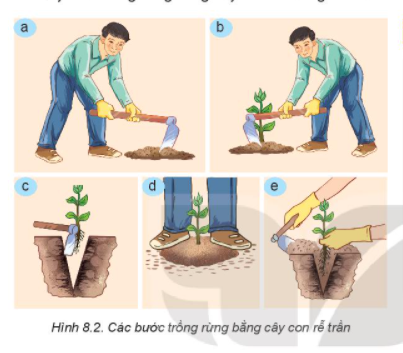 a
b
c
d
e
Hình 8.2. Các bước trồng rừng bằng cây con rễ trần